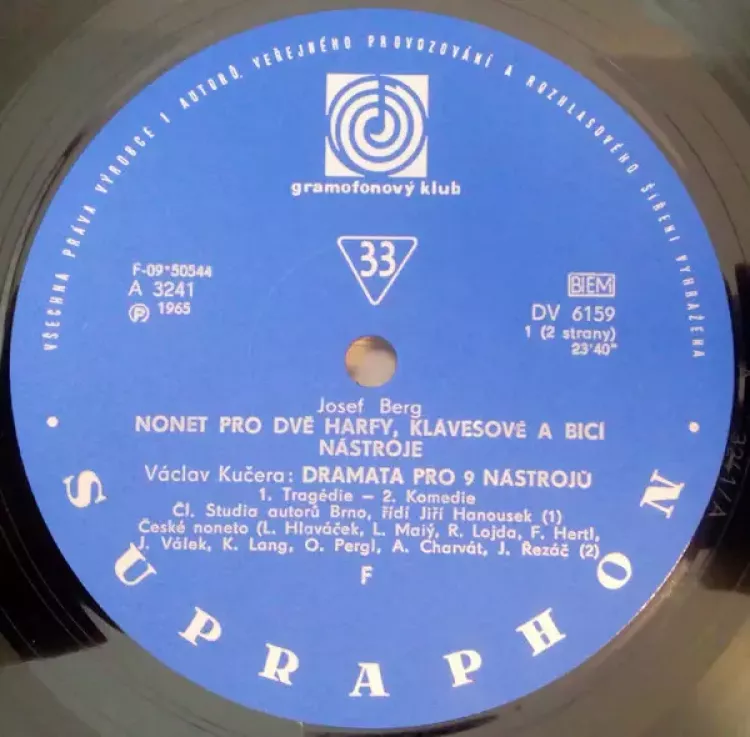 VŠECHNA PRÁVA VÝROBCE I AUTORŮ, VEŘEJNÉHO PROVOZOVÁNÍ A ROZHLASOVÉHO ŠÍŘENÍ VYHRAŽENA
gramofonový klub
33
F-09*50544
A 3241
Ⓟ 1965
BIEM
DV 6159
1 (2 strany)
23'40"
Josef Berg
NONET PRO DVĚ HARFY, KLAVESOVÉ A BICÍ
NÁSTROJE
Václav Kučera: DRAMATA PRO 9 NÁSTROJŮ
1. Tragédie – 2. Komedie
Čl. Studia autorů Brno, řídí Jiří Hanousek (1)
České noneto (L. Hlaváček, L. Malý, R. Lojda, F. Hertl,
J. Válek, K. Lang, O. Pergl, A. Charvát, J. Řezáč (2)
F
SUPRAPHON